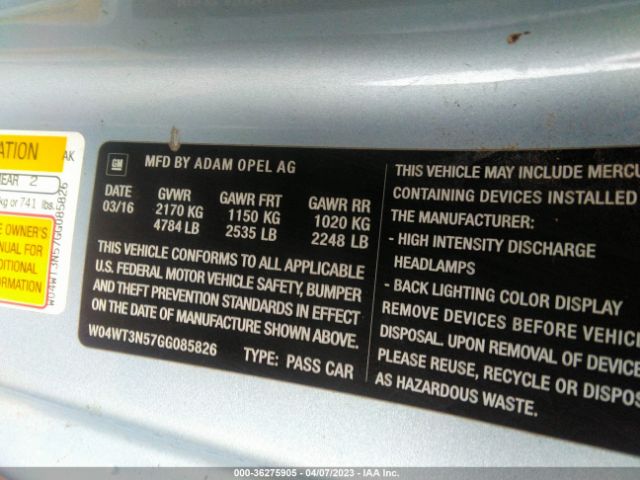 ATION
AK
EAR 2
kg or 741 lbs.
E OWNER'S
ANUAL FOR
DITIONAL
ORMATION
W04WT3N57GG085826
GM
MFD BY ADAM OPEL AG
DATE GVWR GAWR FRT GAWR RR
03/16 2170 KG 1150 KG 1020 KG
4784 LB 2535 LB 2248 LB
THIS VEHICLE CONFORMS TO ALL APPLICABLE
U.S. FEDERAL MOTOR VEHICLE SAFETY, BUMPER
AND THEFT PREVENTION STANDARDS IN EFFECT
ON THE DATE OF MANUFACTURE SHOWN ABOVE.
W04WT3N57GG085826 TYPE: PASS CAR
THIS VEHICLE MAY INCLUDE MERCU
CONTAINING DEVICES INSTALLED
THE MANUFACTURER:
- HIGH INTENSITY DISCHARGE
HEADLAMPS
- BACK LIGHTING COLOR DISPLAY
REMOVE DEVICES BEFORE VEHIC
DISPOSAL. UPON REMOVAL OF DEVICE
PLEASE REUSE, RECYCLE OR DISPOS
AS HAZARDOUS WASTE.
000-36275905 - 04/07/2023 - IAA Inc.